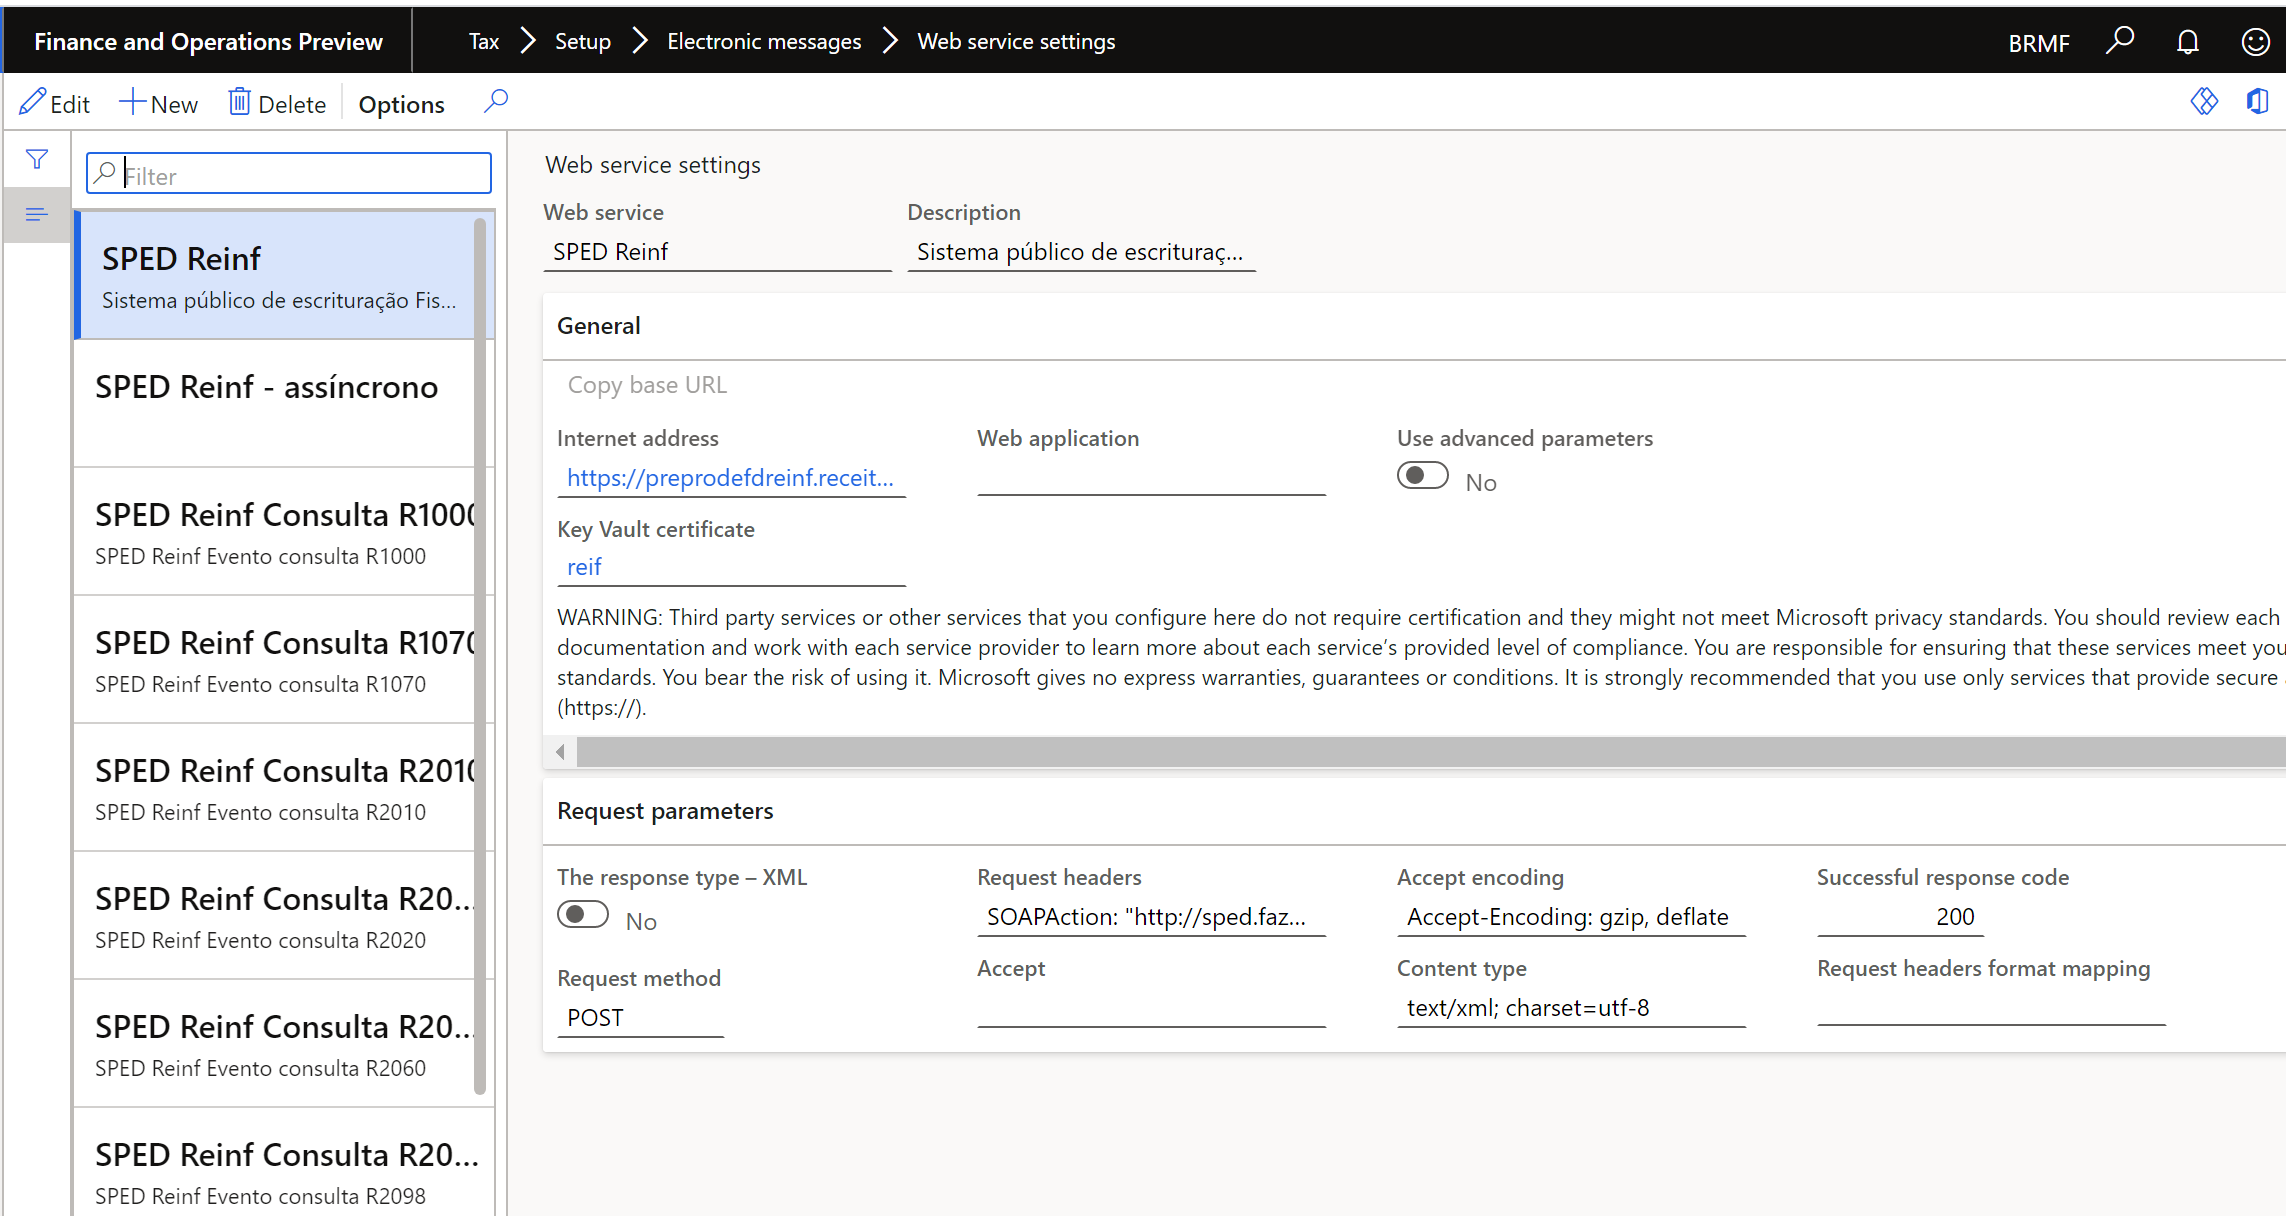 Finance and Operations Preview
Tax Setup Electronic messages Web service settings
BRMF
Edit New Delete Options
Filter
SPED Reinf
Sistema público de escrituração Fis...
SPED Reinf - assíncrono
SPED Reinf Consulta R1000
SPED Reinf Evento consulta R1000
SPED Reinf Consulta R1070
SPED Reinf Evento consulta R1070
SPED Reinf Consulta R2010
SPED Reinf Evento consulta R2010
SPED Reinf Consulta R20...
SPED Reinf Evento consulta R2020
SPED Reinf Consulta R20...
SPED Reinf Evento consulta R2060
SPED Reinf Consulta R20...
SPED Reinf Evento consulta R2098
Web service settings
Web service Description
SPED Reinf Sistema público de escrituraç...
General
Copy base URL
Internet address Web application Use advanced parameters
https://preprodefdreinf.receit... No
Key Vault certificate
reif
WARNING: Third party services or other services that you configure here do not require certification and they might not meet Microsoft privacy standards. You should review each
documentation and work with each service provider to learn more about each service’s provided level of compliance. You are responsible for ensuring that these services meet you
standards. You bear the risk of using it. Microsoft gives no express warranties, guarantees or conditions. It is strongly recommended that you use only services that provide secure
(https://).
Request parameters
The response type – XML Request headers Accept encoding Successful response code
No SOAPAction: "http://sped.faz... Accept-Encoding: gzip, deflate 200
Request method Accept Content type Request headers format mapping
POST text/xml; charset=utf-8